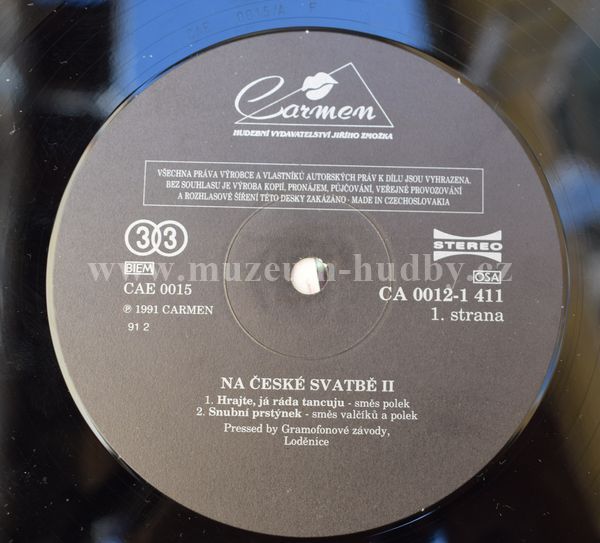 CAE 0015/A
Carmen
HUDEBNÍ VYDAVATELSTVÍ JIŘÍHO ZMOŽKA
VŠECHNA PRÁVA VÝROBCE A VLASTNÍKŮ AUTORSKÝCH PRÁV K DÍLU JSOU VYHRAZENA.
BEZ SOUHLASU JE VÝROBA KOPIÍ, PRONÁJEM, PŮJČOVÁNÍ, VEŘEJNÉ PROVOZOVÁNÍ
A ROZHLASOVÉ ŠÍŘENÍ TÉTO DESKY ZAKÁZÁNO - MADE IN CZECHOSLOVAKIA
33
STEREO
www.muzeum-hudby.cz
BIEM
OSA
CAE 0015
CA 0012-1 411
℗ 1991 CARMEN
1. strana
91 2
NA ČESKÉ SVATBĚ II
1. Hrajte, já ráda tancuju - směs polek
2. Snubní prstýnek - směs valčíků a polek
Pressed by Gramofonové závody,
Loděnice